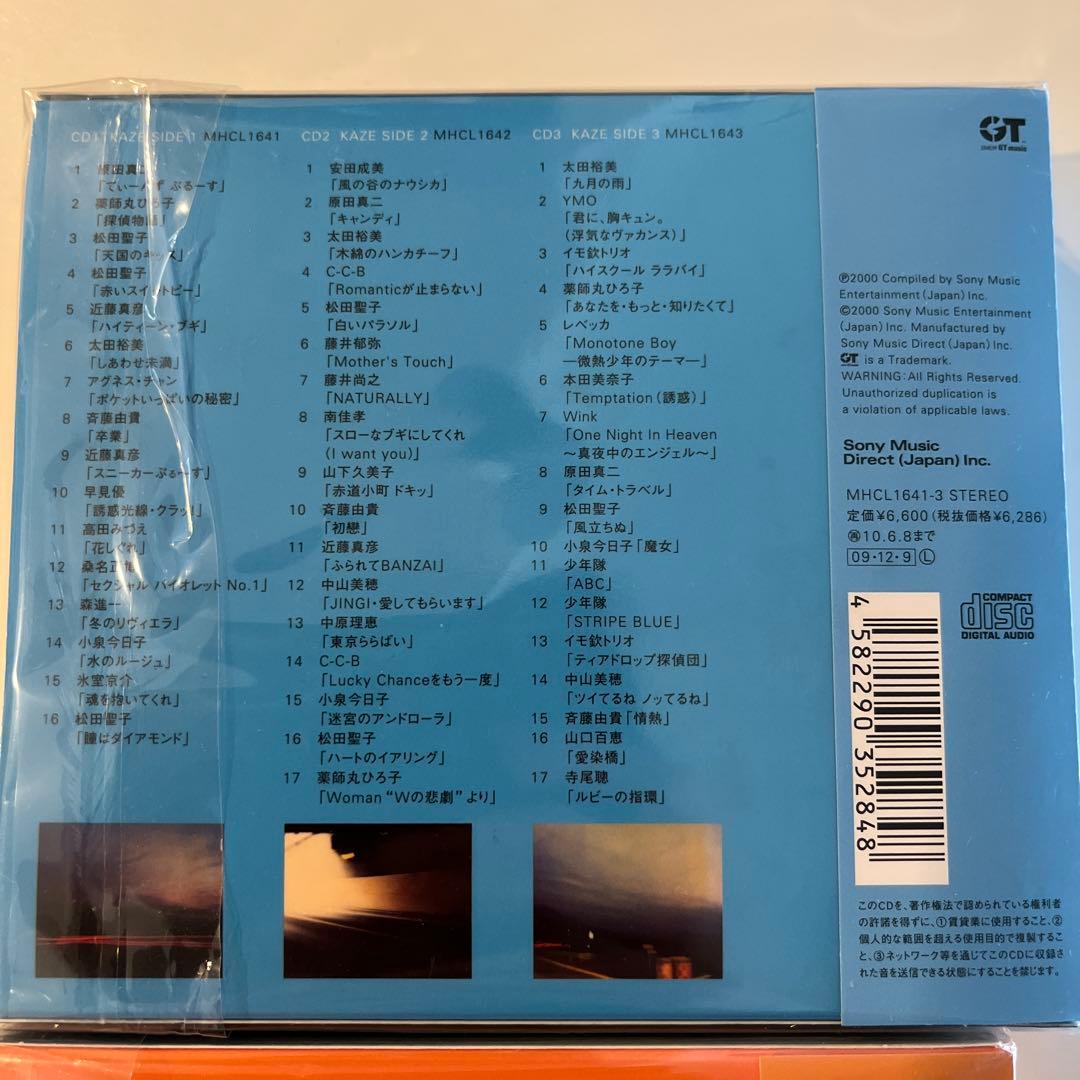 CD1 KAZE SIDE 1 MHCL1641
1 原田真二
「てぃーんず ぶるーす」
2 薬師丸ひろ子
「探偵物語」
3 松田聖子
「天国のキッス」
4 松田聖子
「赤いスイートピー」
5 近藤真彦
「ハイティーン・ブギ」
6 太田裕美
「しあわせ未満」
7 アグネス・チャン
「ポケットいっぱいの秘密」
8 斉藤由貴
「卒業」
9 近藤真彦
「スニーカーぶる〜す」
10 早見優
「誘惑光線・クラッ!」
11 高田みづえ
「花しぐれ」
12 桑名正博
「セクシャル バイオレット No.1」
13 森進一
「冬のリヴィエラ」
14 小泉今日子
「水のルージュ」
15 氷室京介
「魂を抱いてくれ」
16 松田聖子
「瞳はダイアモンド」
CD2 KAZE SIDE 2 MHCL1642
1 安田成美
「風の谷のナウシカ」
2 原田真二
「キャンディ」
3 太田裕美
「木綿のハンカチーフ」
4 C-C-B
「Romanticが止まらない」
5 松田聖子
「白いパラソル」
6 藤井郁弥
「Mother's Touch」
7 藤井尚之
「NATURALLY」
8 南佳孝
「スローなブギにしてくれ
(I want you)」
9 山下久美子
「赤道小町 ドキッ」
10 斉藤由貴
「初戀」
11 近藤真彦
「ふられてBANZAI」
12 中山美穂
「JINGI・愛してもらいます」
13 中原理恵
「東京ららばい」
14 C-C-B
「Lucky Chanceをもう一度」
15 小泉今日子
「迷宮のアンドローラ」
16 松田聖子
「ハートのイアリング」
17 薬師丸ひろ子
「Woman “Wの悲劇” より」
CD3 KAZE SIDE 3 MHCL1643
1 太田裕美
「九月の雨」
2 YMO
「君に、胸キュン。
(浮気なヴァカンス)」
3 イモ欽トリオ
「ハイスクール ララバイ」
4 薬師丸ひろ子
「あなたを・もっと・知りたくて」
5 レベッカ
「Monotone Boy
—微熱少年のテーマ—」
6 本田美奈子
「Temptation(誘惑)」
7 Wink
「One Night In Heaven
〜真夜中のエンジェル〜」
8 原田真二
「タイム・トラベル」
9 松田聖子
「風立ちぬ」
10 小泉今日子「魔女」
11 少年隊
「ABC」
12 少年隊
「STRIPE BLUE」
13 イモ欽トリオ
「ティアドロップ探偵団」
14 中山美穂
「ツイてるね ノッてるね」
15 斉藤由貴「情熱」
16 山口百恵
「愛染橋」
17 寺尾聰
「ルビーの指環」
GT
GT music
℗2000 Compiled by Sony Music
Entertainment (Japan) Inc.
©2000 Sony Music Entertainment
(Japan) Inc. Manufactured by
Sony Music Direct (Japan) Inc.
GT is a Trademark.
WARNING: All Rights Reserved.
Unauthorized duplication is
a violation of applicable laws.
Sony Music
Direct (Japan) Inc.
MHCL1641-3 STEREO
定価¥6,600(税抜価格¥6,286)
再10.6.8まで
09・12・9 L
COMPACT
disc
DIGITAL AUDIO
4 582290 352848
このCDを、著作権法で認められている権利者
の許諾を得ずに、①賃貸業に使用すること、②
個人的な範囲を超える使用目的で複製するこ
と、③ネットワーク等を通じてこのCDに収録さ
れた音を送信できる状態にすることを禁じます。